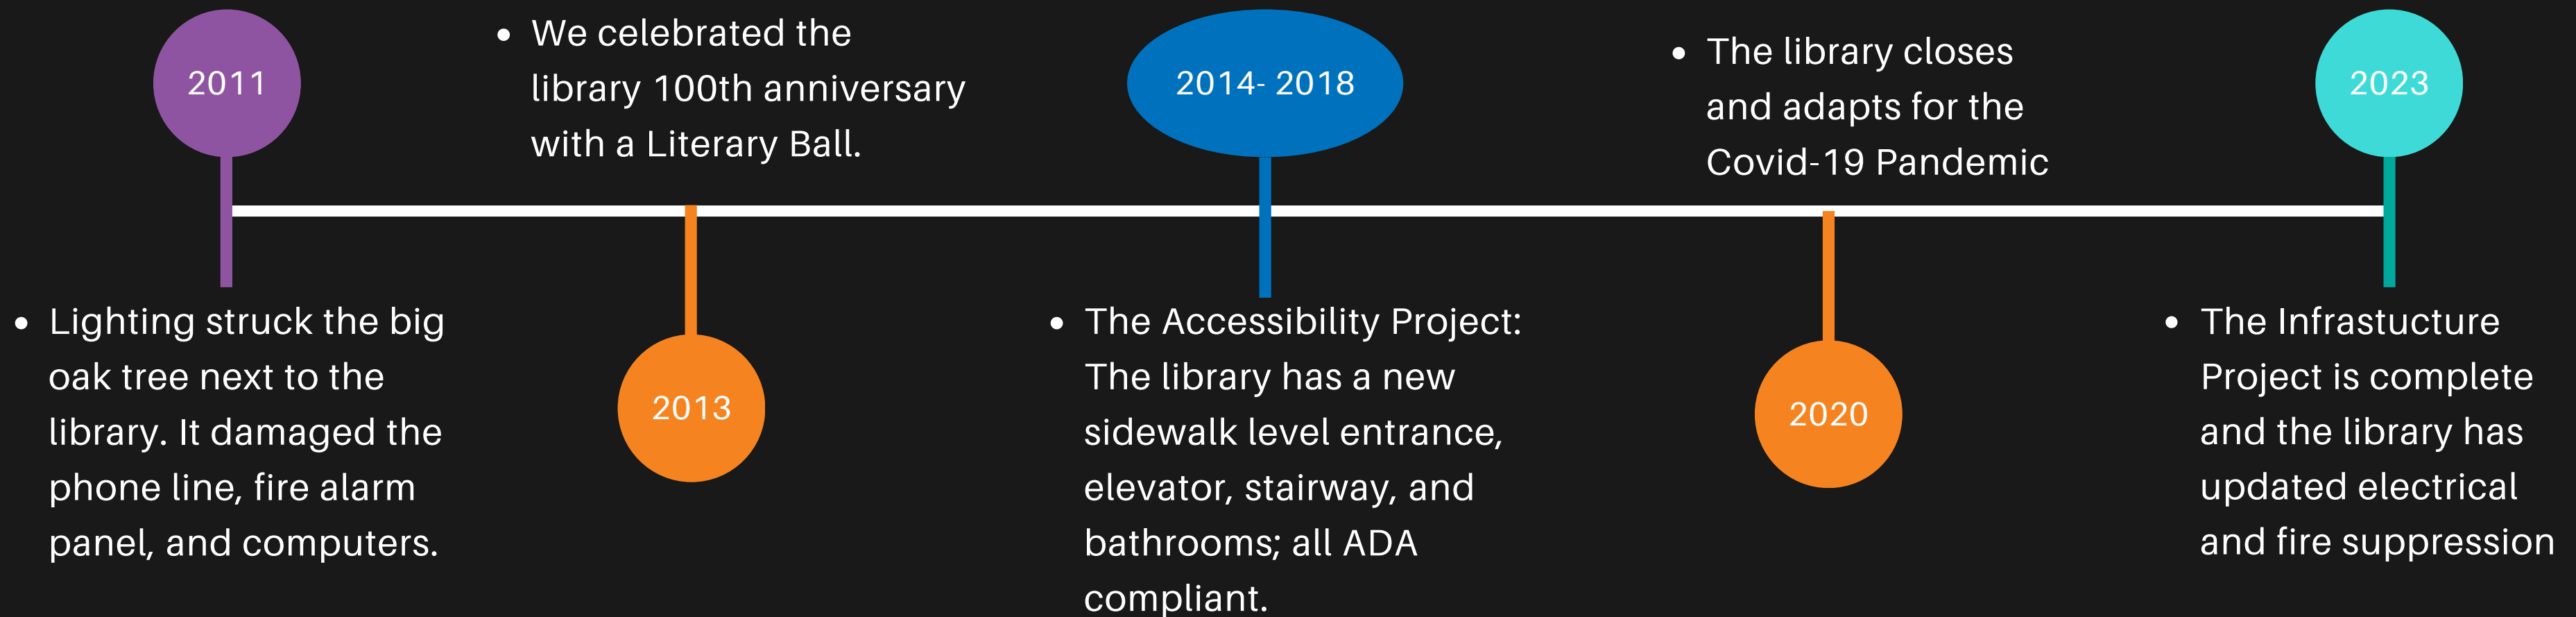 2011
• Lighting struck the big
oak tree next to the
library. It damaged the
phone line, fire alarm
panel, and computers.
• We celebrated the
library 100th anniversary
with a Literary Ball.
2013
2014- 2018
• The Accessibility Project:
The library has a new
sidewalk level entrance,
elevator, stairway, and
bathrooms; all ADA
compliant.
• The library closes
and adapts for the
Covid-19 Pandemic
2020
2023
• The Infrastucture
Project is complete
and the library has
updated electrical
and fire suppression